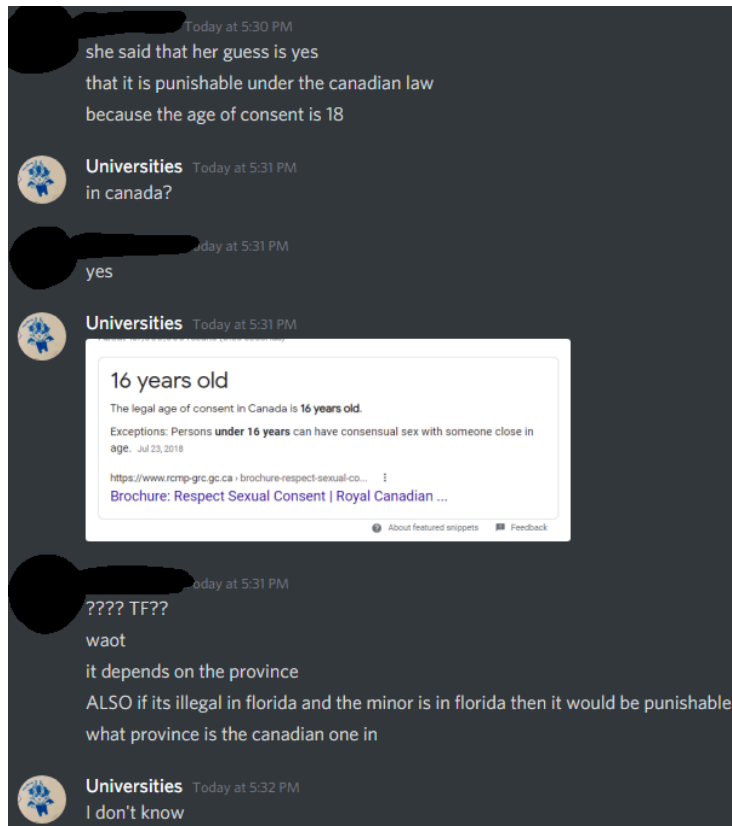 Today at 5:30 PM
she said that her guess is yes
that it is punishable under the canadian law
because the age of consent is 18
Universities Today at 5:31 PM
in canada?
day at 5:31 PM
yes
Universities Today at 5:31 PM
16 years old
The legal age of consent in Canada is 16 years old.
Exceptions: Persons under 16 years can have consensual sex with someone close in
age. Jul 23, 2018
https://www.rcmp-grc.gc.ca › brochure-respect-sexual-co...
Brochure: Respect Sexual Consent | Royal Canadian ...
About featured snippets Feedback
oday at 5:31 PM
???? TF??
waot
it depends on the province
ALSO if its illegal in florida and the minor is in florida then it would be punishable
what province is the canadian one in
Universities Today at 5:32 PM
I don't know